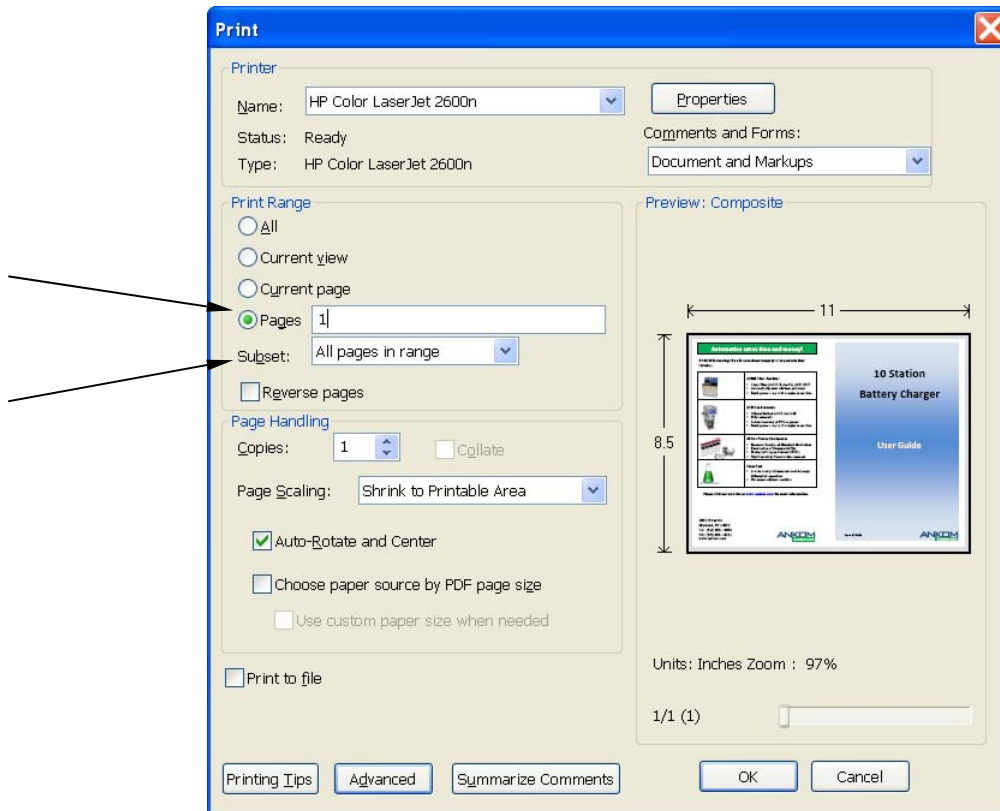 Print
Printer
Name: HP Color LaserJet 2600n
Properties
Status: Ready
Comments and Forms:
Type: HP Color LaserJet 2600n
Document and Markups
Print Range
All
Current view
Current page
Pages 1
Subset: All pages in range
Reverse pages
Page Handling
Copies: 1
Collate
Page Scaling: Shrink to Printable Area
Auto-Rotate and Center
Choose paper source by PDF page size
Use custom paper size when needed
Print to file
Preview: Composite
11
8.5
Automation saves time and money!
10 Station
Battery Charger
User Guide
ANKOM
ANKOM
Units: Inches Zoom : 97%
1/1 (1)
Printing Tips
Advanced
Summarize Comments
OK
Cancel